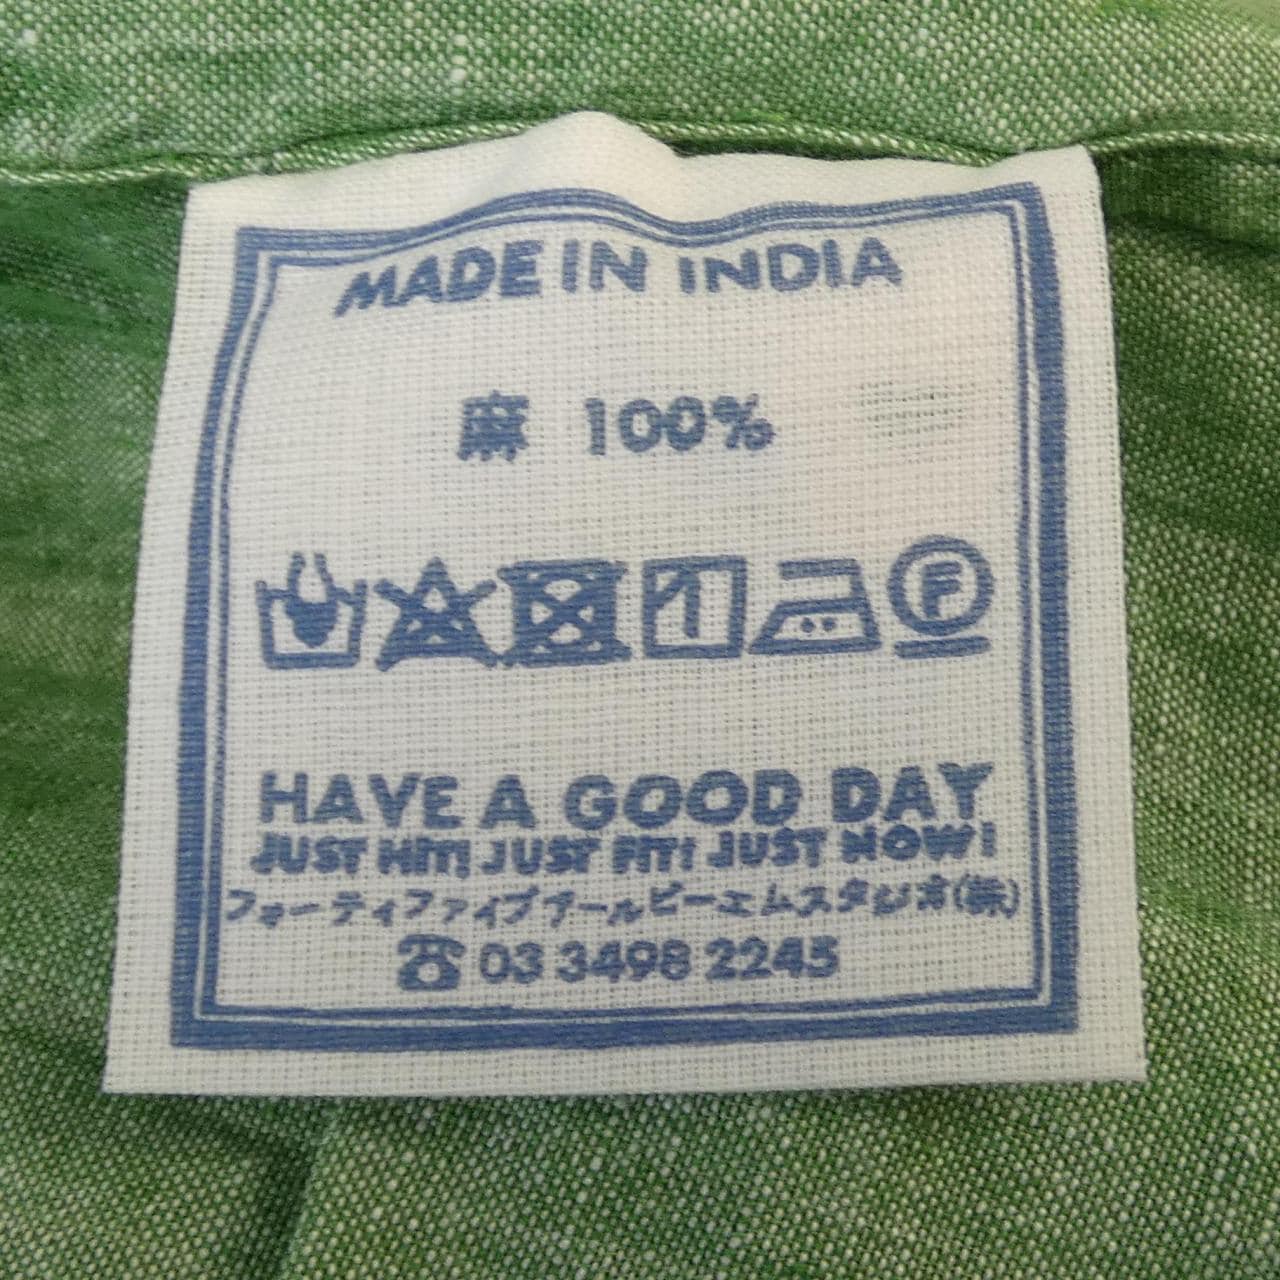 MADE IN INDIA
麻 100%
F
HAVE A GOOD DAY
JUST HIT! JUST FIT! JUST NOW!
フォーティファイブアールピーエムスタジオ(株)
☎03 3498 2245